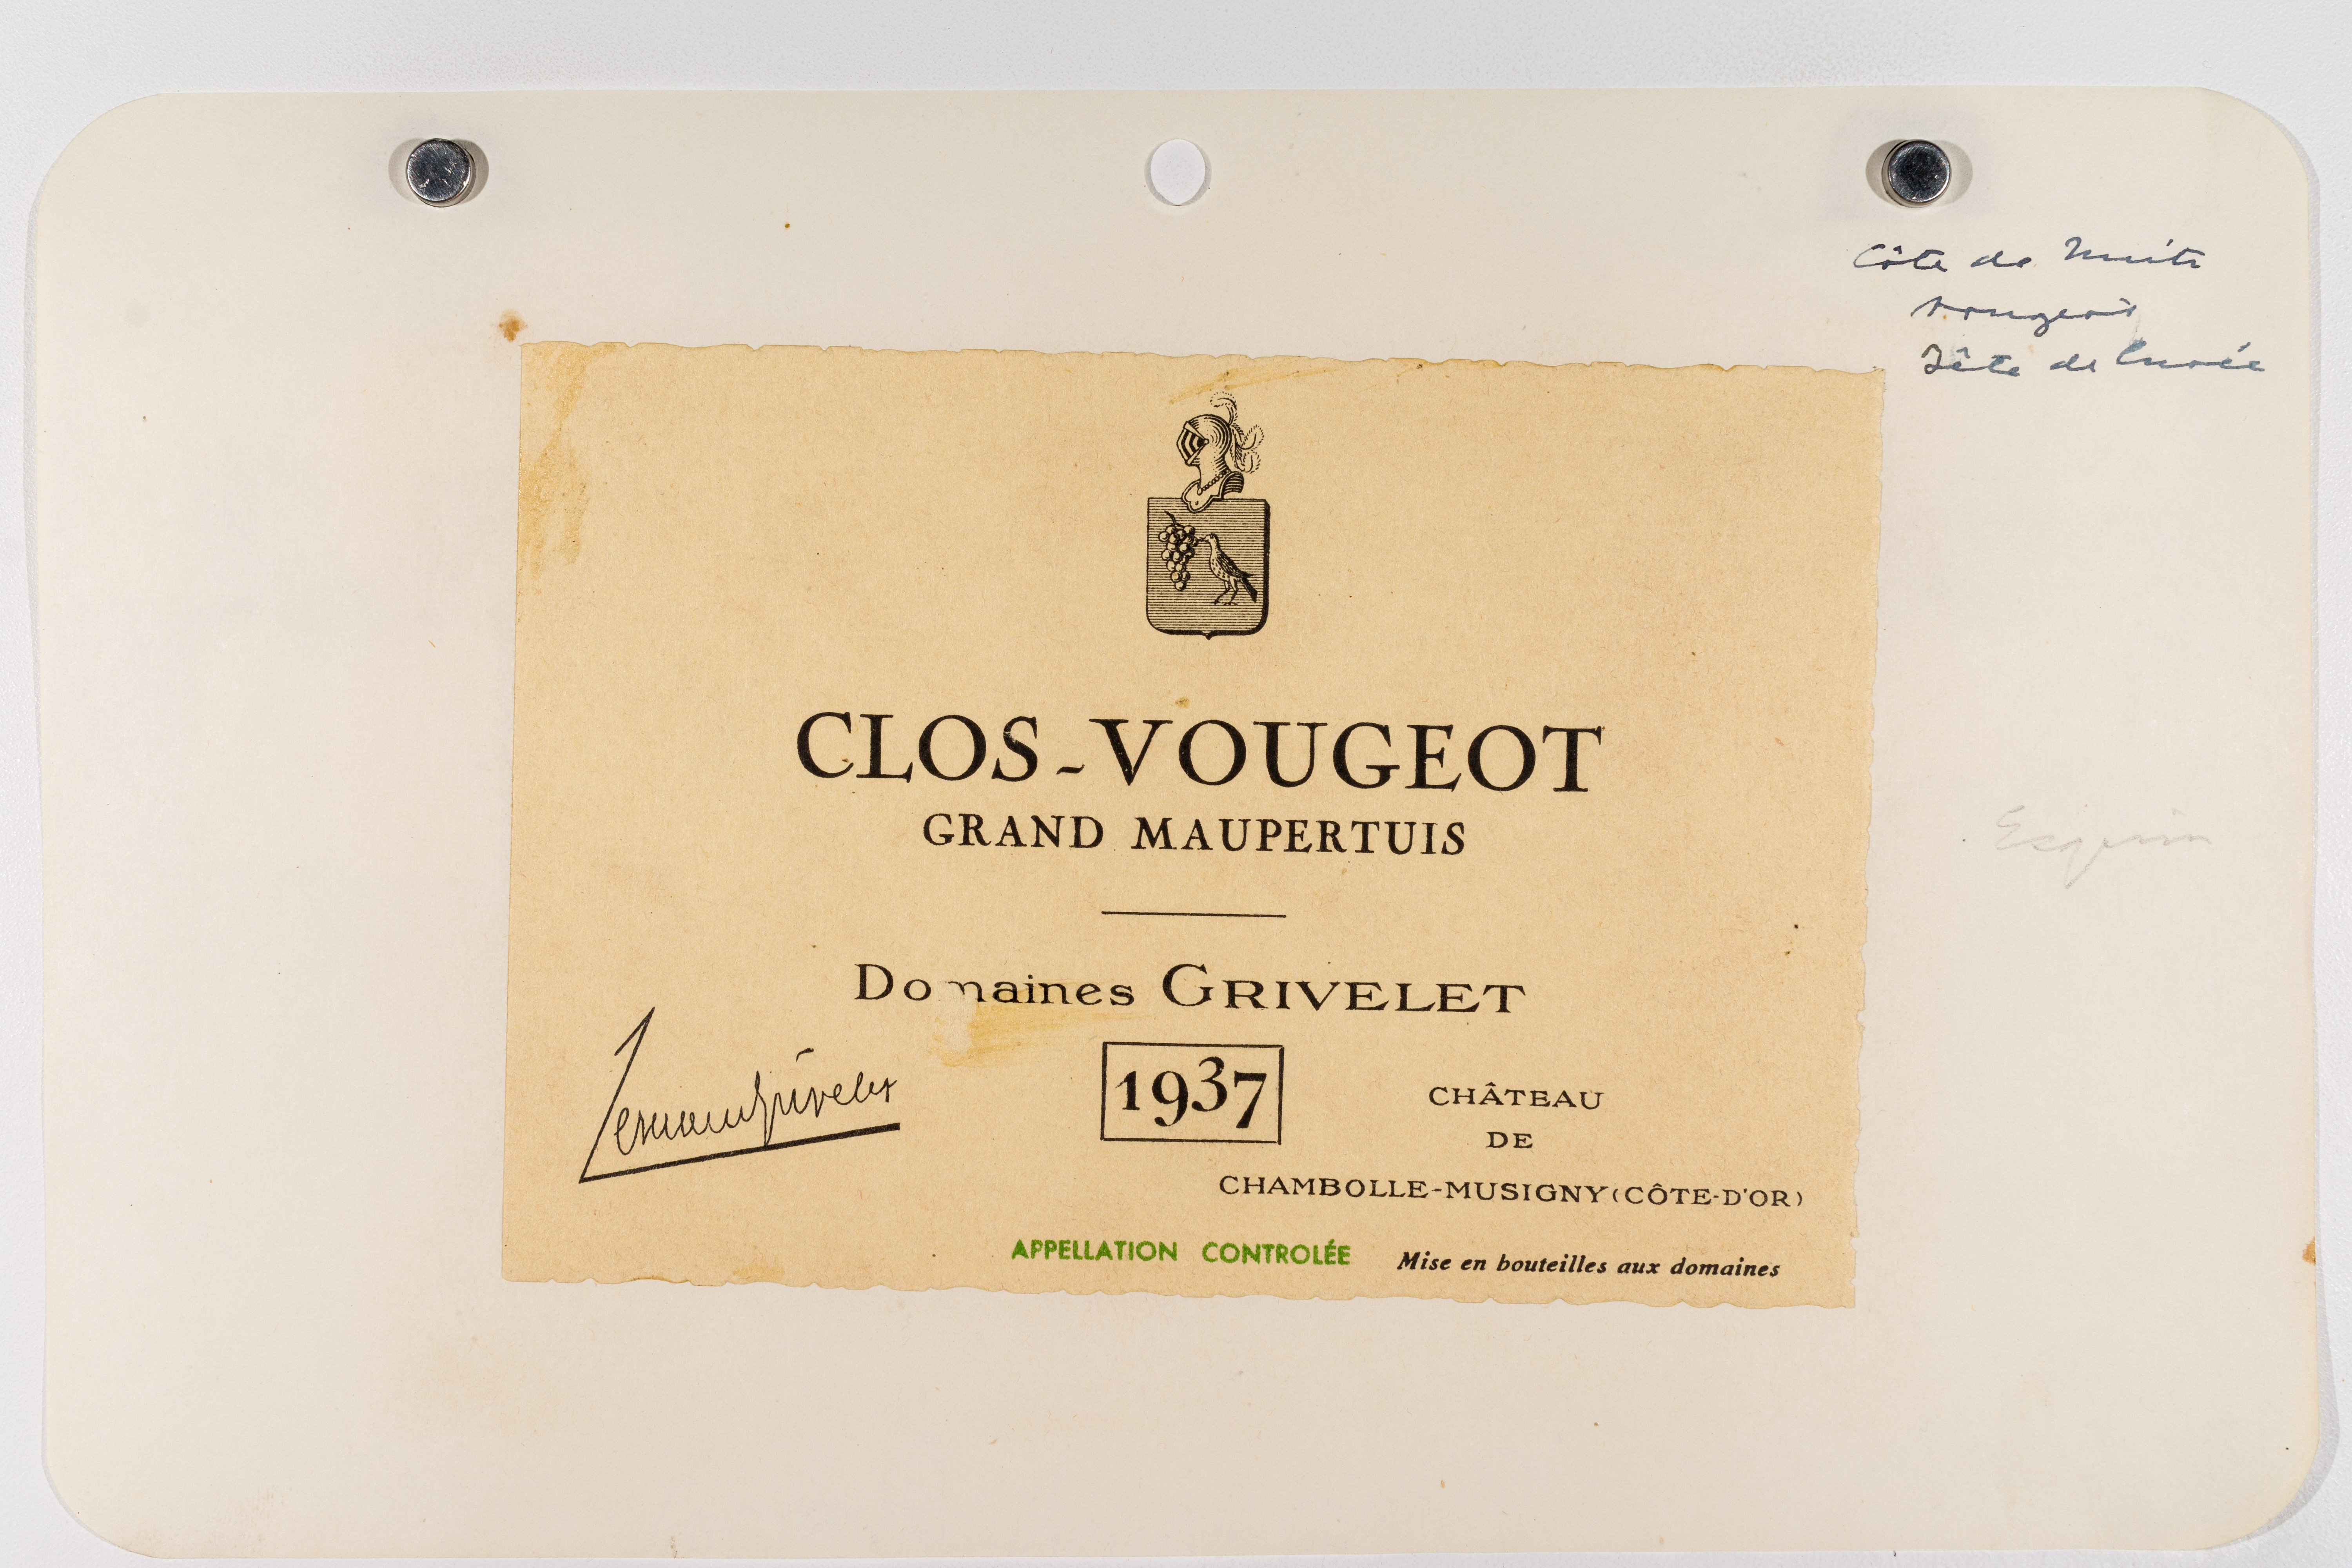 Côte de Nuits
Vougeot
Tête de Cuvée
CLOS-VOUGEOT
GRAND MAUPERTUIS
Esquin
Domaines GRIVELET
1937
CHÂTEAU
DE
CHAMBOLLE-MUSIGNY (CÔTE-D'OR)
APPELLATION CONTROLÉE Mise en bouteilles aux domaines